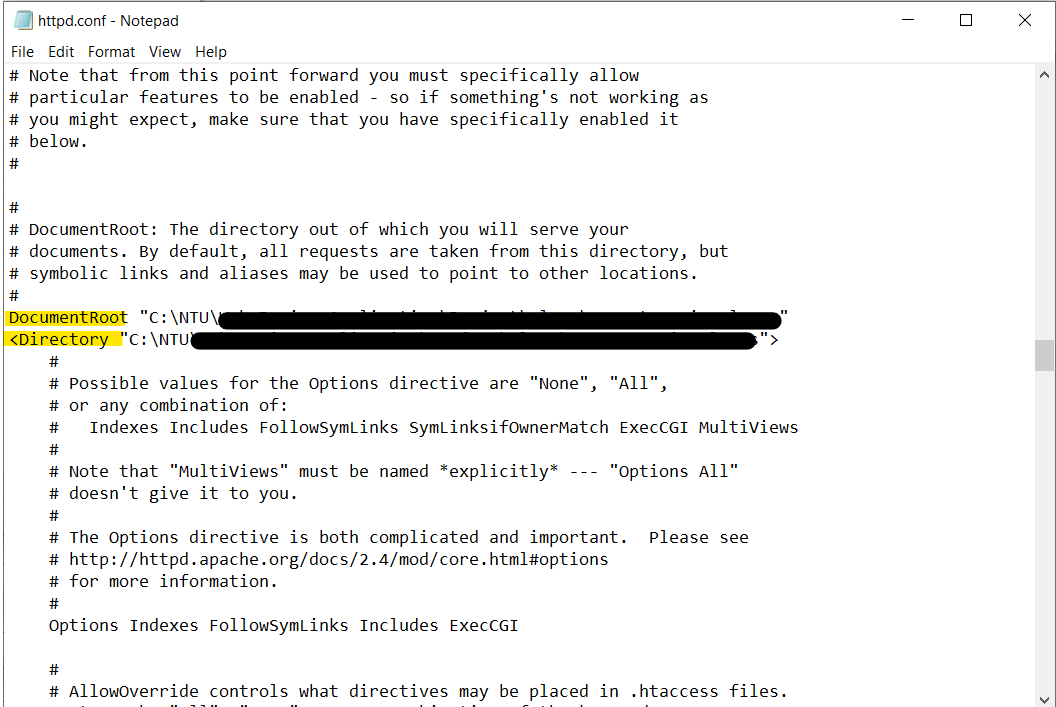 httpd.conf - Notepad
File Edit Format View Help
# Note that from this point forward you must specifically allow
# particular features to be enabled - so if something's not working as
# you might expect, make sure that you have specifically enabled it
# below.
#
#
# DocumentRoot: The directory out of which you will serve your
# documents. By default, all requests are taken from this directory, but
# symbolic links and aliases may be used to point to other locations.
#
DocumentRoot "C:\NTU\ "
<Directory "C:\NTU ">
#
# Possible values for the Options directive are "None", "All",
# or any combination of:
#   Indexes Includes FollowSymLinks SymLinksifOwnerMatch ExecCGI MultiViews
#
# Note that "MultiViews" must be named *explicitly* --- "Options All"
# doesn't give it to you.
#
# The Options directive is both complicated and important.  Please see
# http://httpd.apache.org/docs/2.4/mod/core.html#options
# for more information.
#
Options Indexes FollowSymLinks Includes ExecCGI
#
# AllowOverride controls what directives may be placed in .htaccess files.